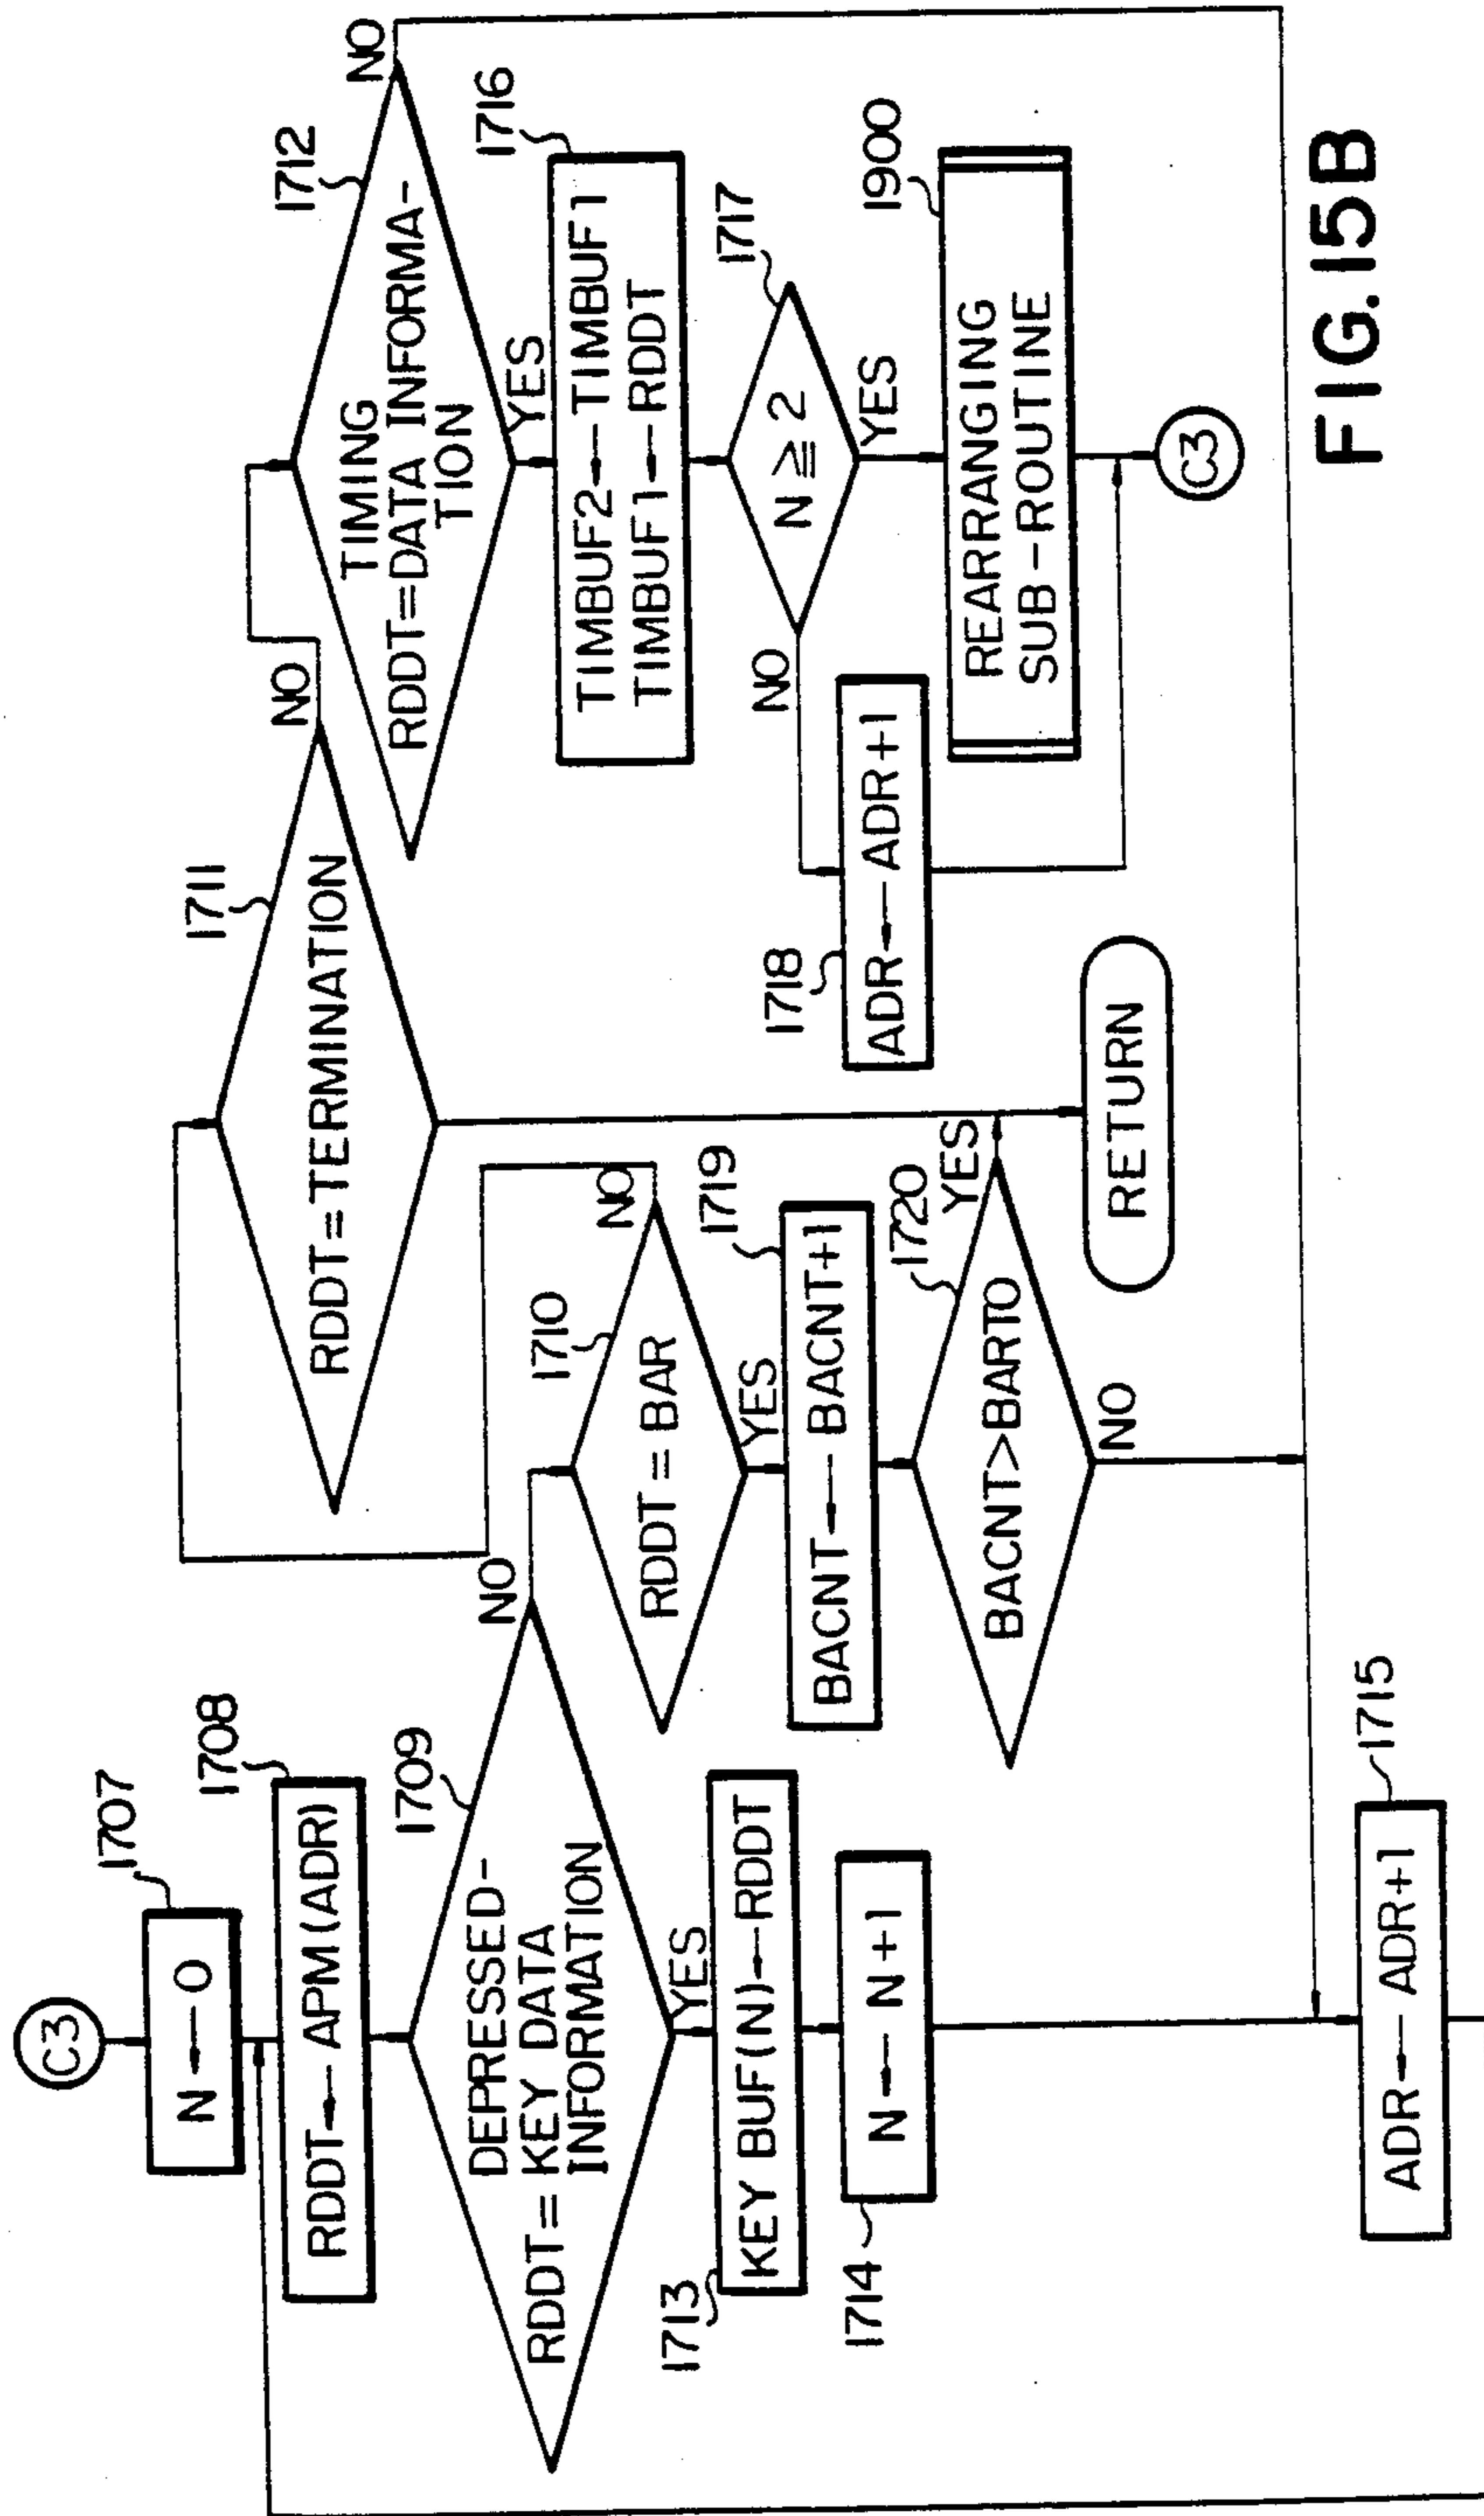 C3
1707
N ← 0
1708
RDDT ← APM(ADR)
1709
DEPRESSED-
RDDT = KEY DATA
INFORMATION
NO
YES
1713
KEY BUF(N) ← RDDT
1714
N ← N+1
1715
ADR ← ADR+1
1710
RDDT = BAR
NO
YES
1719
BACNT ← BACNT+1
1720
BACNT>BARTO
YES
NO
1711
RDDT = TERMINATION
NO
RETURN
1712
TIMING
RDDT=DATA INFORMA-
TION
NO
YES
1716
TIMBUF2 ← TIMBUF1
TIMBUF1 ← RDDT
1717
N ≧ 2
NO
YES
1718
ADR ← ADR+1
1900
REARRANGING
SUB-ROUTINE
C3
FIG.15B